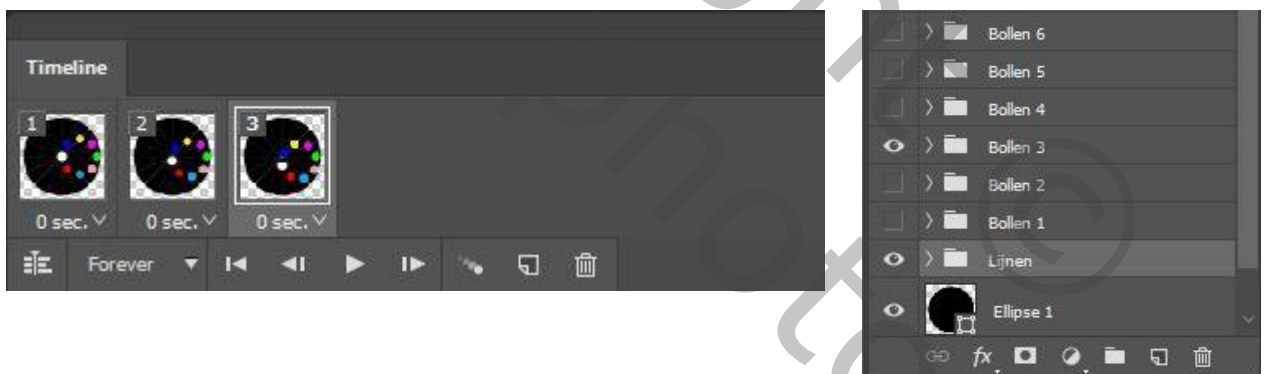 Timeline
1 2 3
0 sec. 0 sec. 0 sec.
Forever
Bollen 6
Bollen 5
Bollen 4
Bollen 3
Bollen 2
Bollen 1
Lijnen
Ellipse 1
fx
©